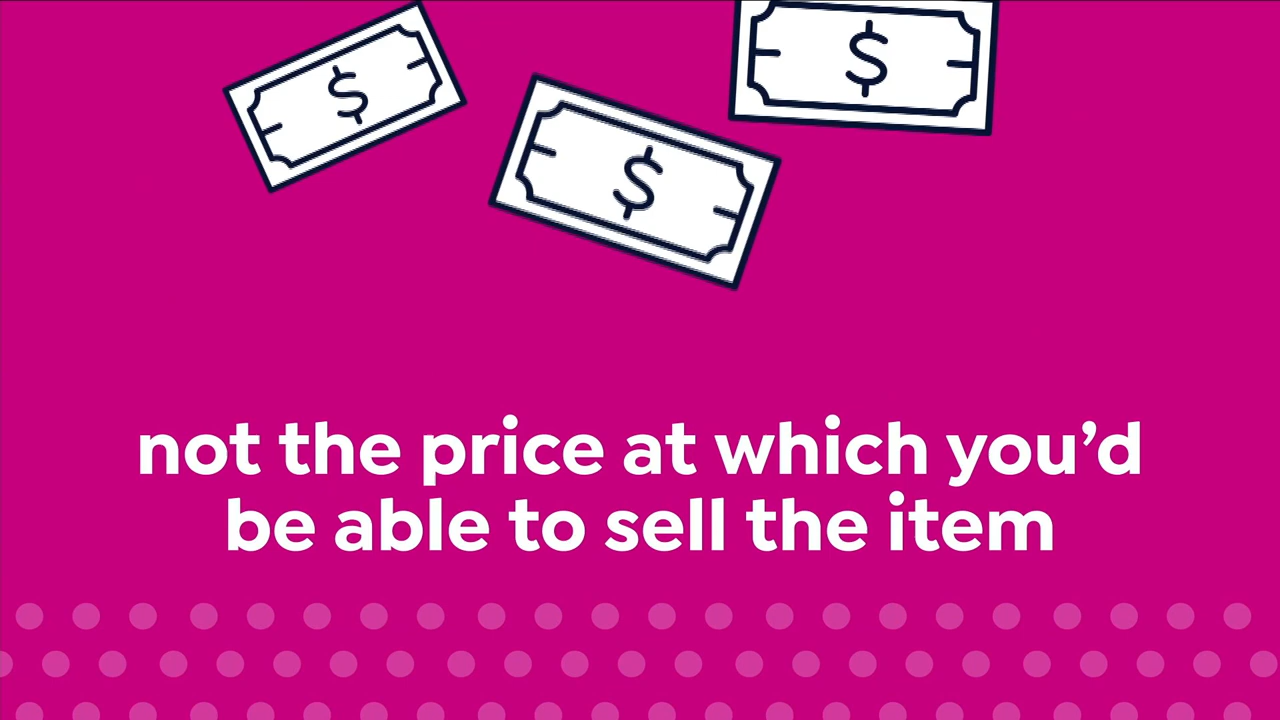 $
$
$
not the price at which you’d
be able to sell the item